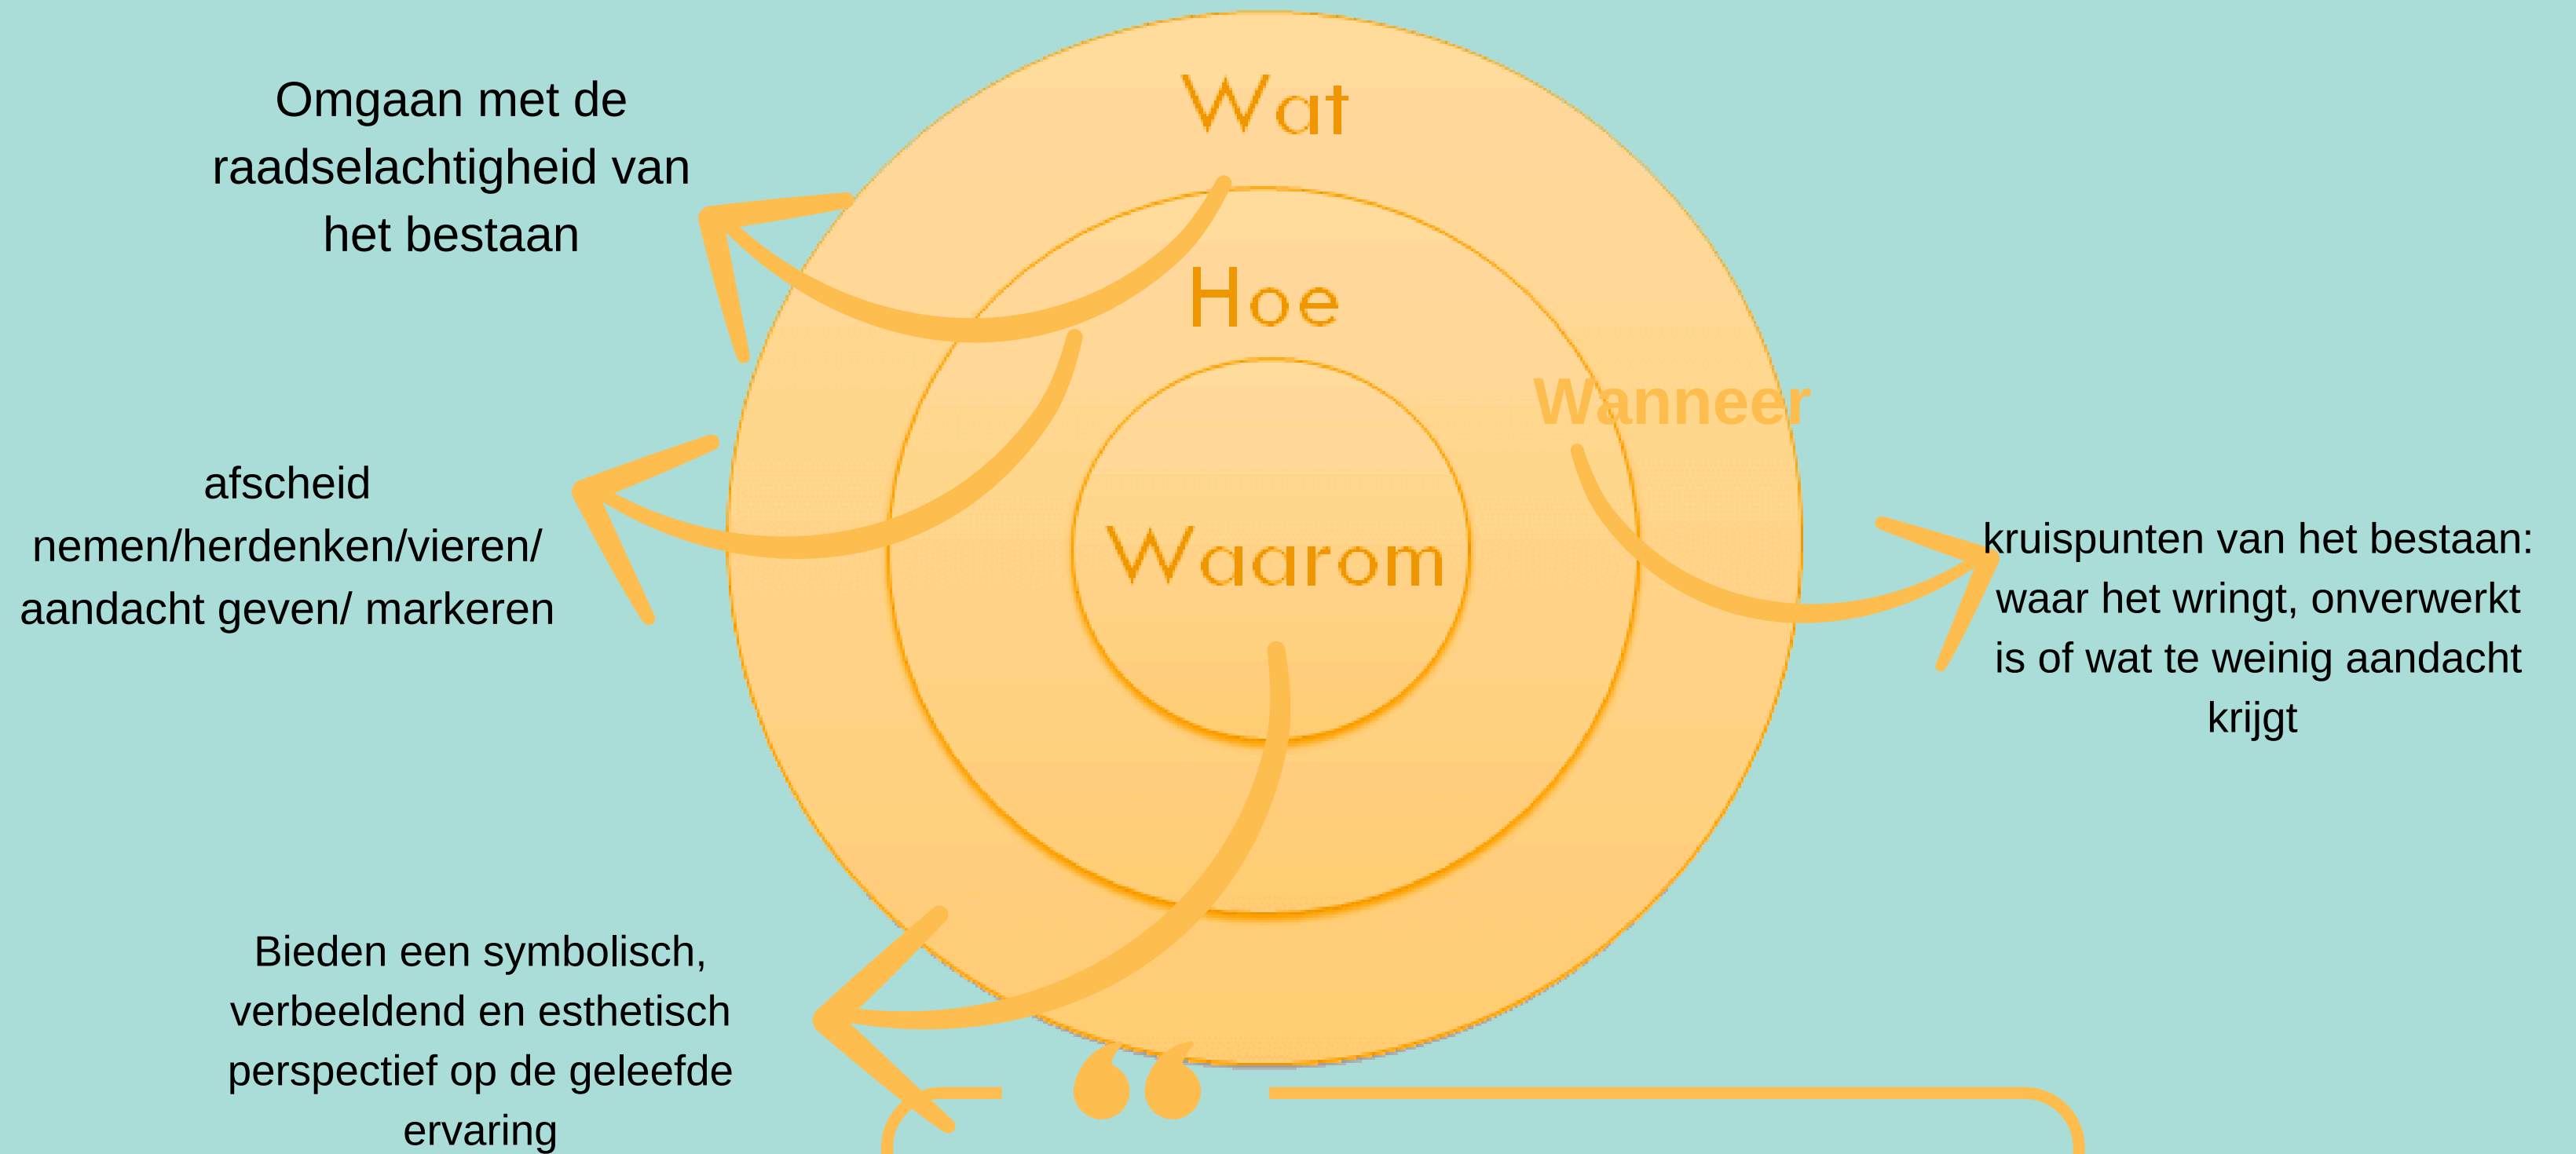 Wat
Omgaan met de
raadselachtigheid van
het bestaan
Hoe
afscheid
nemen/herdenken/vieren/
aandacht geven/ markeren
Wanneer
kruispunten van het bestaan:
waar het wringt, onverwerkt
is of wat te weinig aandacht
krijgt
Waarom
Bieden een symbolisch,
verbeeldend en esthetisch
perspectief op de geleefde
ervaring
“